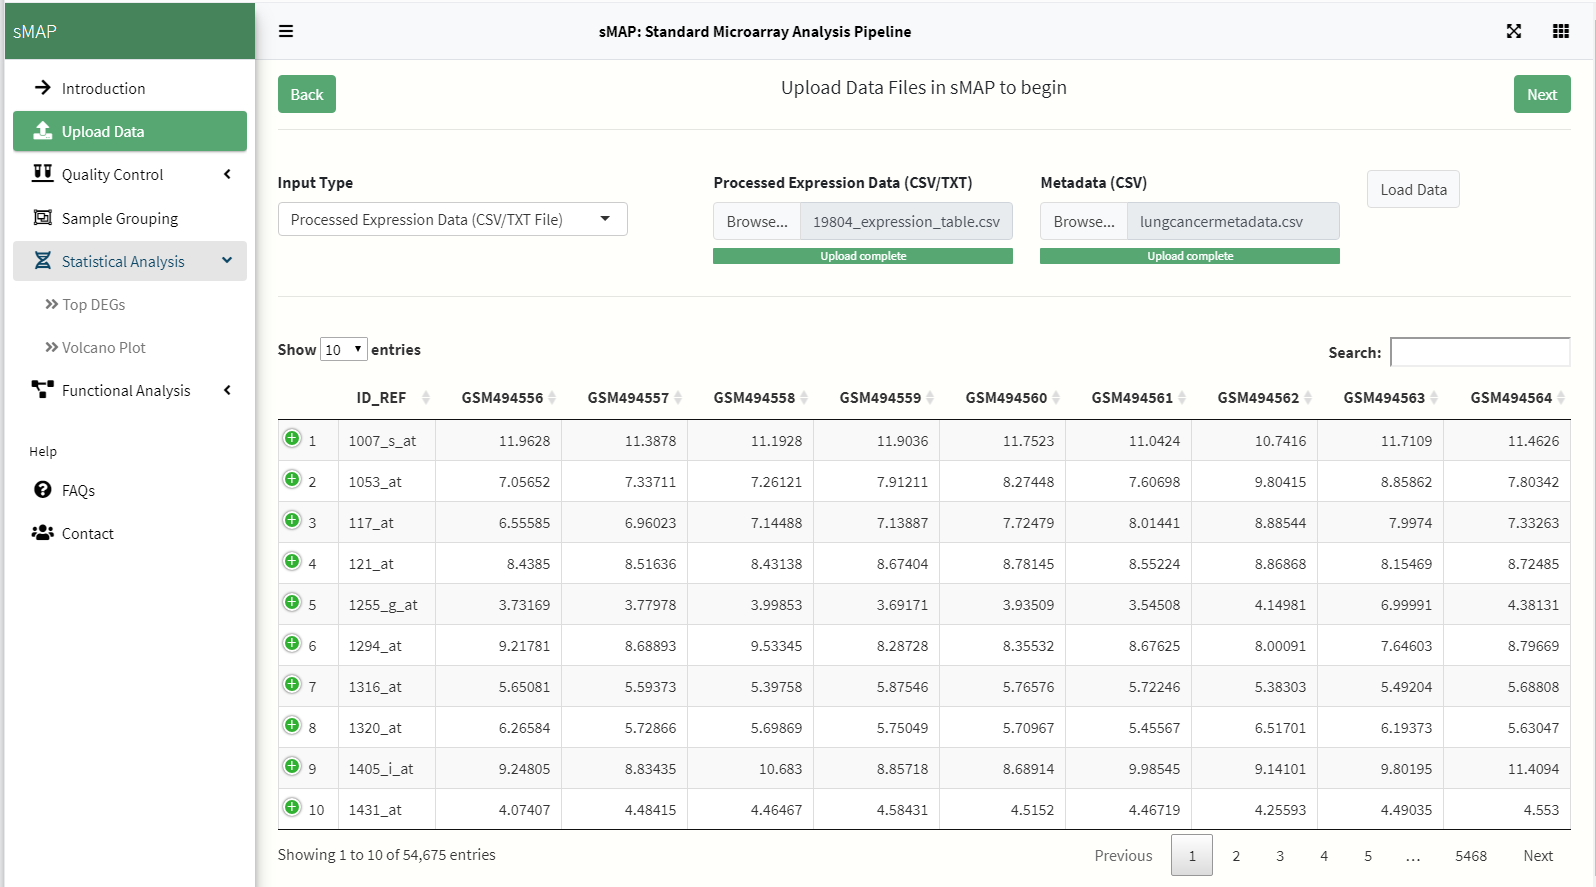 sMAP
sMAP: Standard Microarray Analysis Pipeline
Introduction
Upload Data
Quality Control
Sample Grouping
Statistical Analysis
Top DEGs
Volcano Plot
Functional Analysis
Help
FAQs
Contact
Back
Upload Data Files in sMAP to begin
Next
Input Type
Processed Expression Data (CSV/TXT File)
Processed Expression Data (CSV/TXT)
Browse... 19804_expression_table.csv
Upload complete
Metadata (CSV)
Browse... lungcancermetadata.csv
Upload complete
Load Data
Show 10 entries
Search:
ID_REF GSM494556 GSM494557 GSM494558 GSM494559 GSM494560 GSM494561 GSM494562 GSM494563 GSM494564
1 1007_s_at 11.9628 11.3878 11.1928 11.9036 11.7523 11.0424 10.7416 11.7109 11.4626
2 1053_at 7.05652 7.33711 7.26121 7.91211 8.27448 7.60698 9.80415 8.85862 7.80342
3 117_at 6.55585 6.96023 7.14488 7.13887 7.72479 8.01441 8.88544 7.9974 7.33263
4 121_at 8.4385 8.51636 8.43138 8.67404 8.78145 8.55224 8.86868 8.15469 8.72485
5 1255_g_at 3.73169 3.77978 3.99853 3.69171 3.93509 3.54508 4.14981 6.99991 4.38131
6 1294_at 9.21781 8.68893 9.53345 8.28728 8.35532 8.67625 8.00091 7.64603 8.79669
7 1316_at 5.65081 5.59373 5.39758 5.87546 5.76576 5.72246 5.38303 5.49204 5.68808
8 1320_at 6.26584 5.72866 5.69869 5.75049 5.70967 5.45567 6.51701 6.19373 5.63047
9 1405_i_at 9.24805 8.83435 10.683 8.85718 8.68914 9.98545 9.14101 9.80195 11.4094
10 1431_at 4.07407 4.48415 4.46467 4.58431 4.5152 4.46719 4.25593 4.49035 4.553
Showing 1 to 10 of 54,675 entries
Previous 1 2 3 4 5 ... 5468 Next